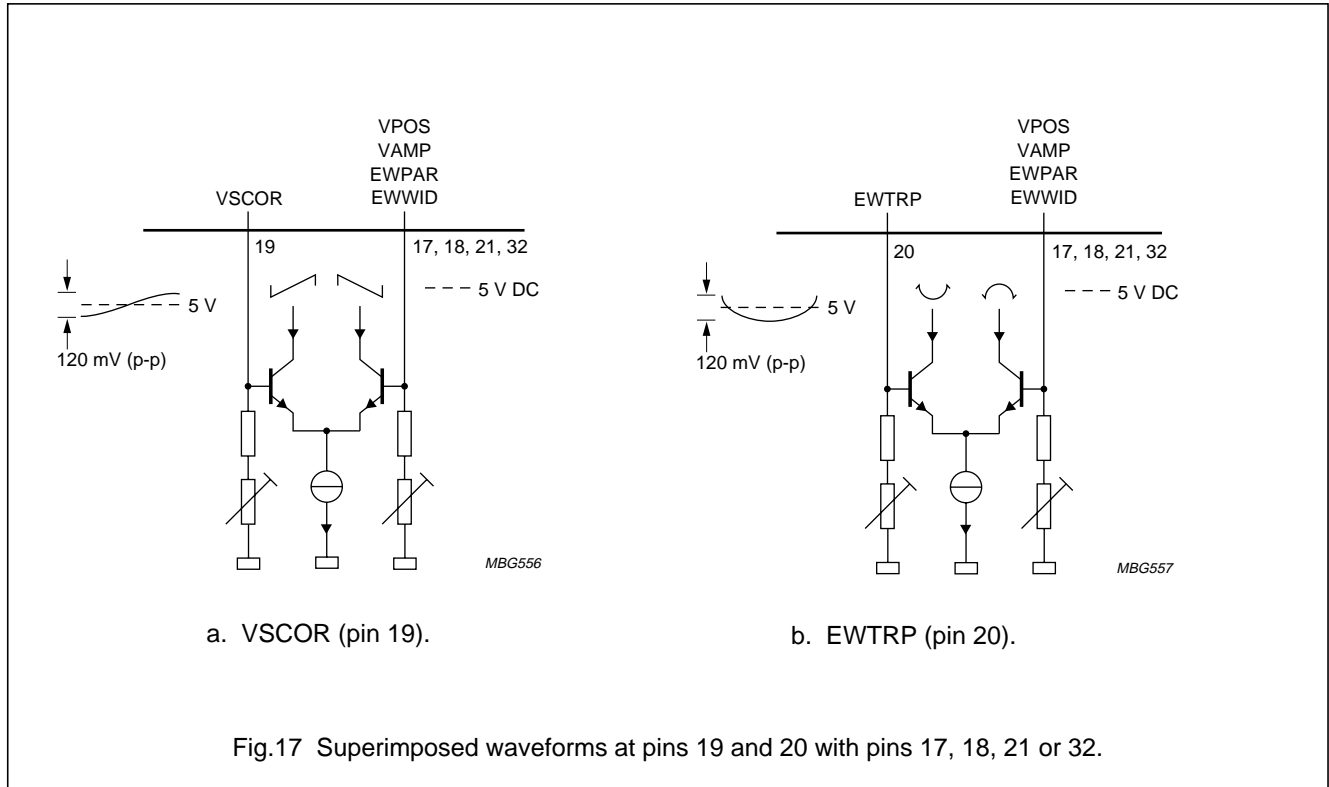 VPOS
VAMP
EWPAR
EWWID
VSCOR
19
17, 18, 21, 32
5 V DC
5 V
120 mV (p-p)
MBG556
a. VSCOR (pin 19).
VPOS
VAMP
EWPAR
EWWID
EWTRP
20
17, 18, 21, 32
5 V DC
5 V
120 mV (p-p)
MBG557
b. EWTRP (pin 20).
Fig.17 Superimposed waveforms at pins 19 and 20 with pins 17, 18, 21 or 32.